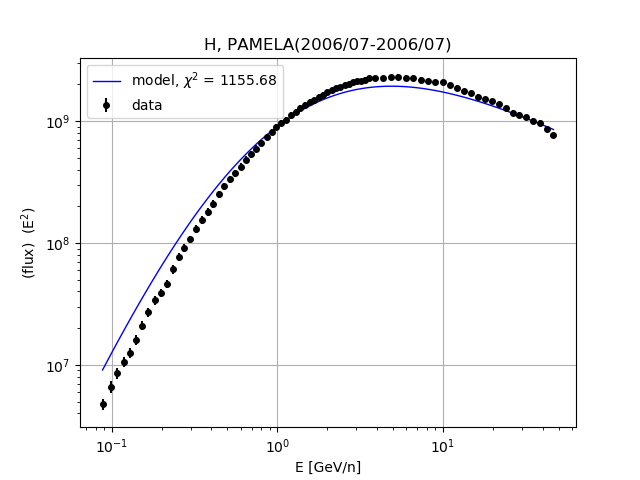 H, PAMELA(2006/07-2006/07)
model, χ² = 1155.68
data
(flux) (E²)
10⁹
10⁸
10⁷
10⁻¹
10⁰
10¹
E [GeV/n]